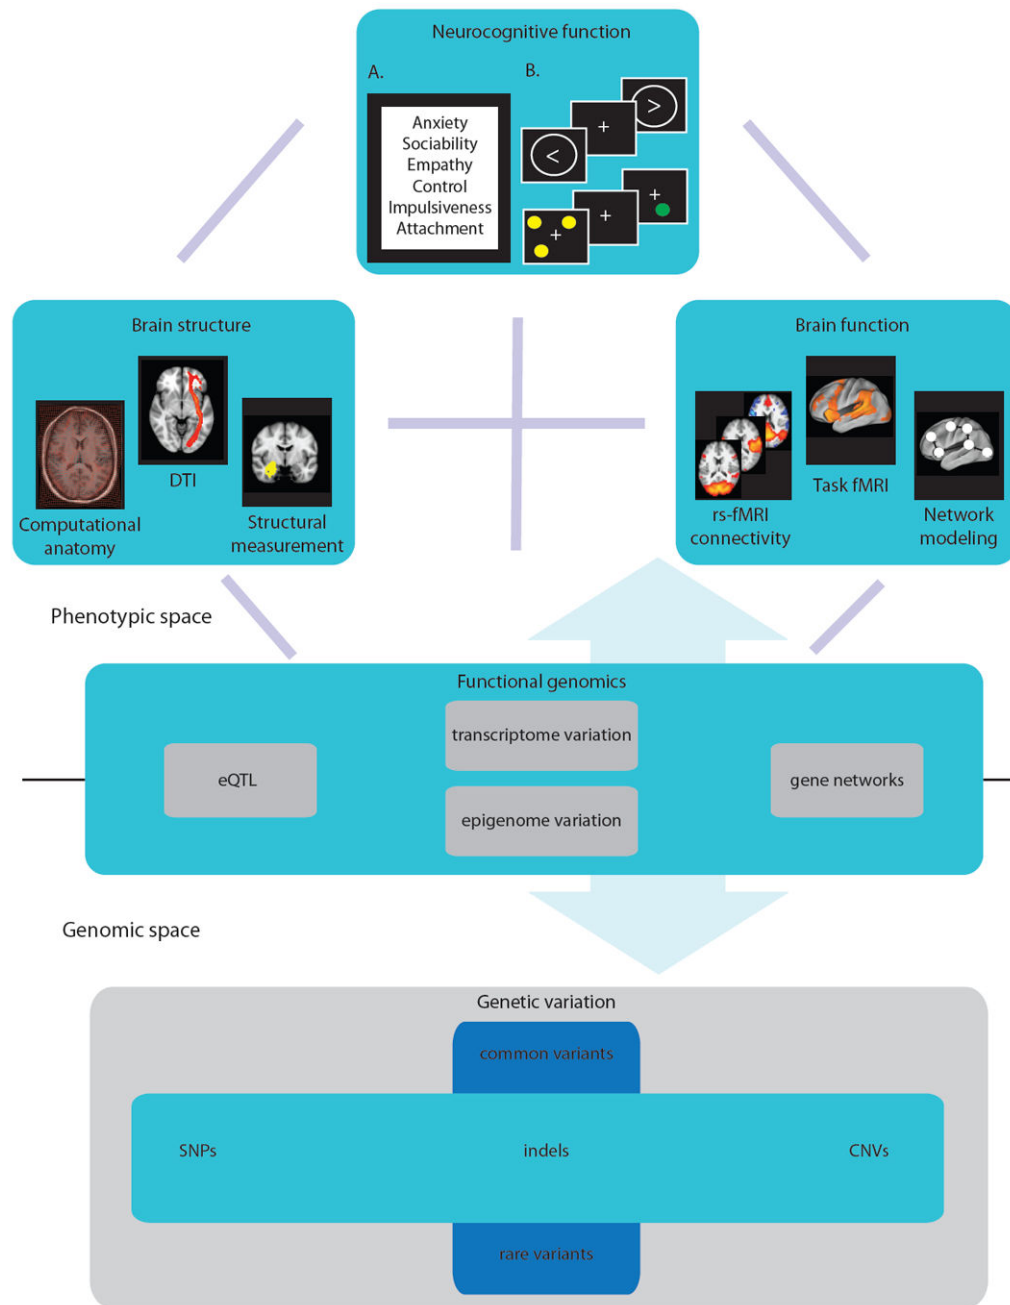 Neurocognitive function
A.
B.
Anxiety
Sociability
Empathy
Control
Impulsiveness
Attachment
>
+
<
+
+
+
Brain structure
DTI
Computational
anatomy
Structural
measurement
Brain function
Task fMRI
rs-fMRI
connectivity
Network
modeling
Phenotypic space
Functional genomics
transcriptome variation
eQTL
gene networks
epigenome variation
Genomic space
Genetic variation
common variants
SNPs
indels
CNVs
rare variants